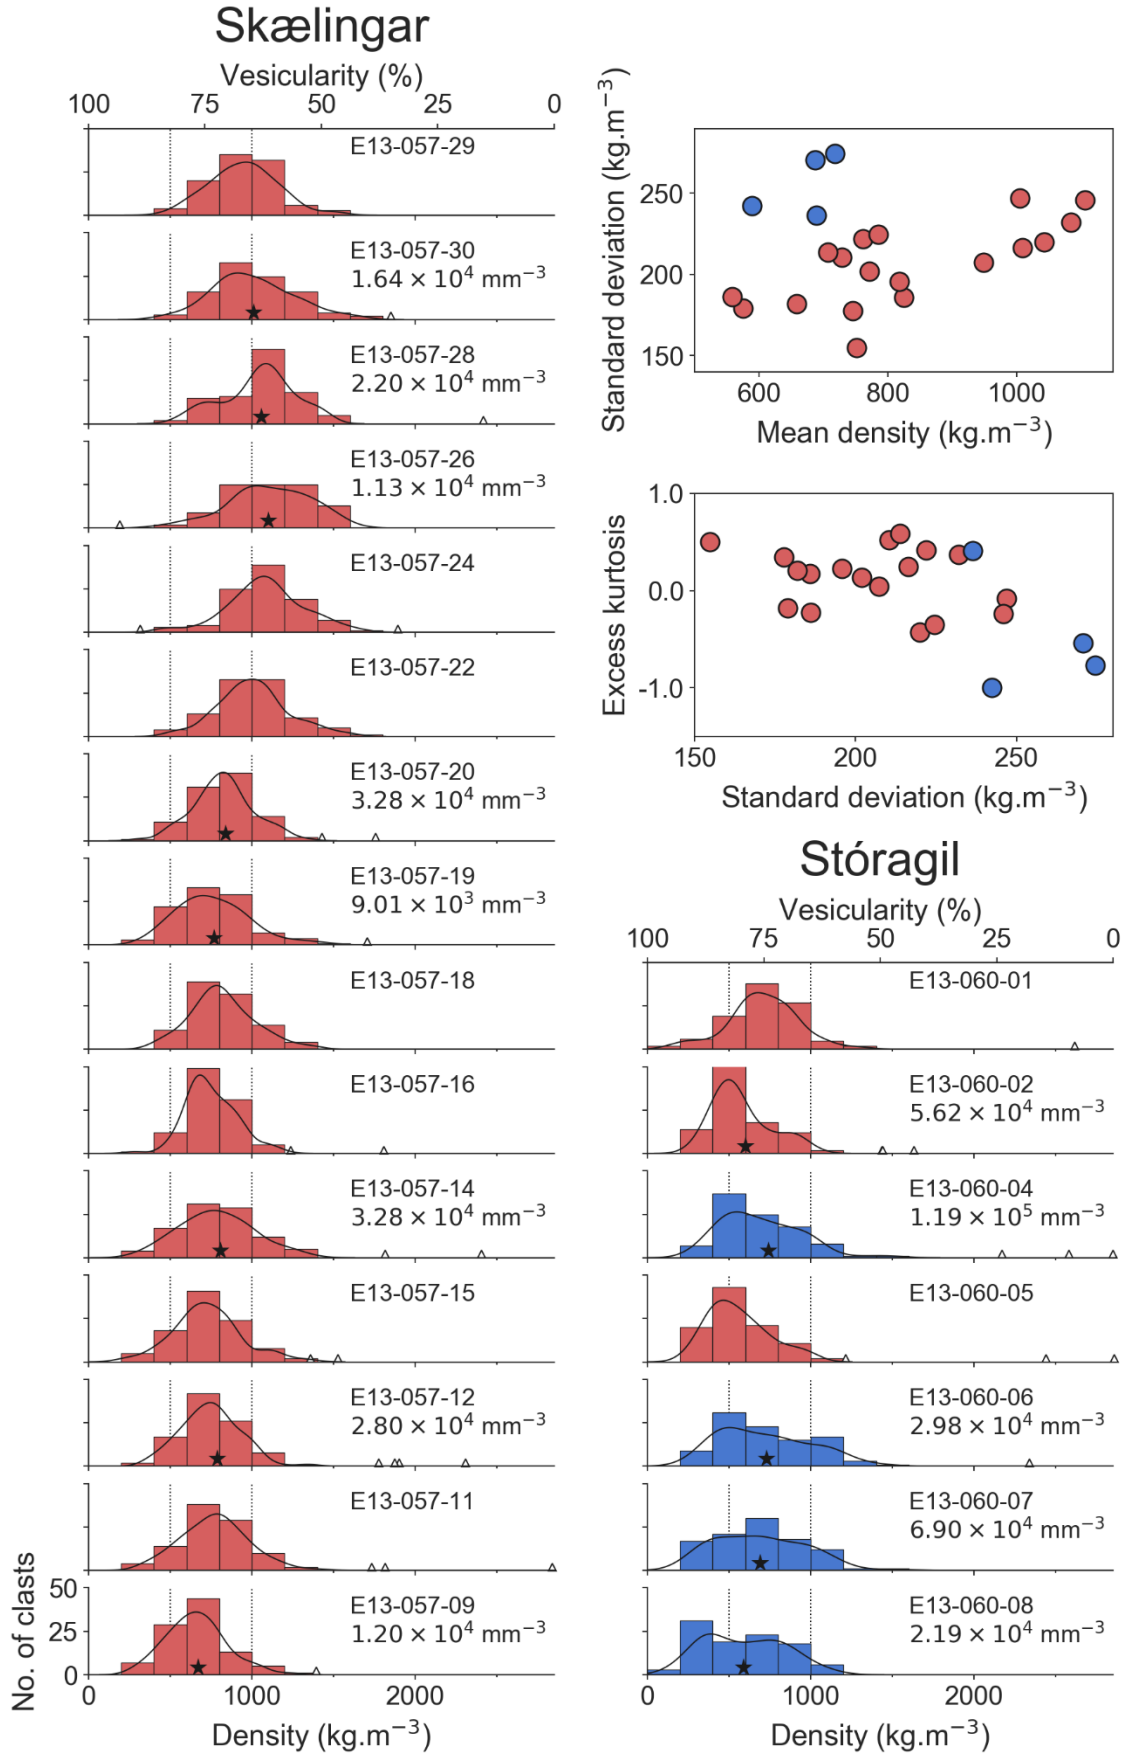 Skælingar
Vesicularity (%)
100 75 50 25 0
E13-057-29
E13-057-30
1.64 × 10⁴ mm⁻³
E13-057-28
2.20 × 10⁴ mm⁻³
E13-057-26
1.13 × 10⁴ mm⁻³
E13-057-24
E13-057-22
E13-057-20
3.28 × 10⁴ mm⁻³
E13-057-19
9.01 × 10³ mm⁻³
E13-057-18
E13-057-16
E13-057-14
3.28 × 10⁴ mm⁻³
E13-057-15
E13-057-12
2.80 × 10⁴ mm⁻³
E13-057-11
E13-057-09
1.20 × 10⁴ mm⁻³
No. of clasts
50
25
0
0 1000 2000
Density (kg.m⁻³)
Standard deviation (kg.m⁻³)
250
200
150
600 800 1000
Mean density (kg.m⁻³)
Excess kurtosis
1.0
0.0
-1.0
150 200 250
Standard deviation (kg.m⁻³)
Stóragil
Vesicularity (%)
100 75 50 25 0
E13-060-01
E13-060-02
5.62 × 10⁴ mm⁻³
E13-060-04
1.19 × 10⁵ mm⁻³
E13-060-05
E13-060-06
2.98 × 10⁴ mm⁻³
E13-060-07
6.90 × 10⁴ mm⁻³
E13-060-08
2.19 × 10⁴ mm⁻³
0 1000 2000
Density (kg.m⁻³)